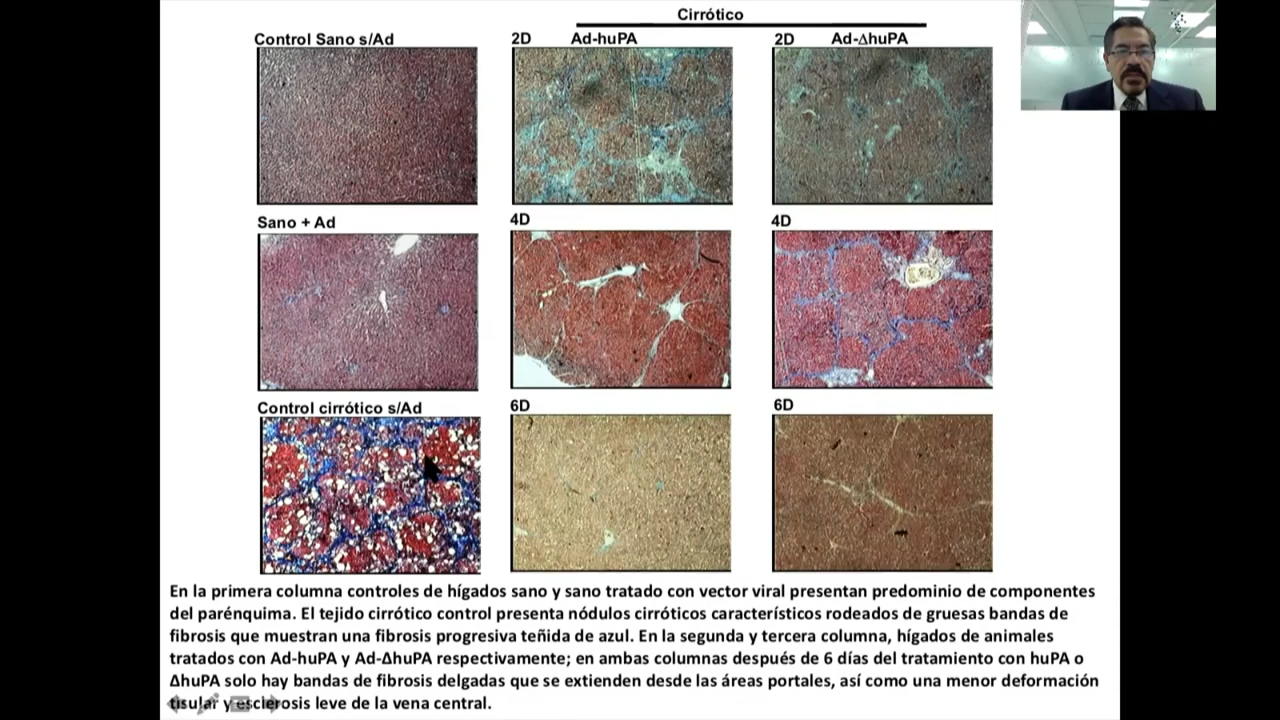 Cirrótico
Control Sano s/Ad
2D Ad-huPA
2D Ad-ΔhuPA
Sano + Ad
4D
4D
Control cirrótico s/Ad
6D
6D
En la primera columna controles de hígados sano y sano tratado con vector viral presentan predominio de componentes
del parénquima. El tejido cirrótico control presenta nódulos cirróticos característicos rodeados de gruesas bandas de
fibrosis que muestran una fibrosis progresiva teñida de azul. En la segunda y tercera columna, hígados de animales
tratados con Ad-huPA y Ad-ΔhuPA respectivamente; en ambas columnas después de 6 días del tratamiento con huPA o
ΔhuPA solo hay bandas de fibrosis delgadas que se extienden desde las áreas portales, así como una menor deformación
tisular y esclerosis leve de la vena central.